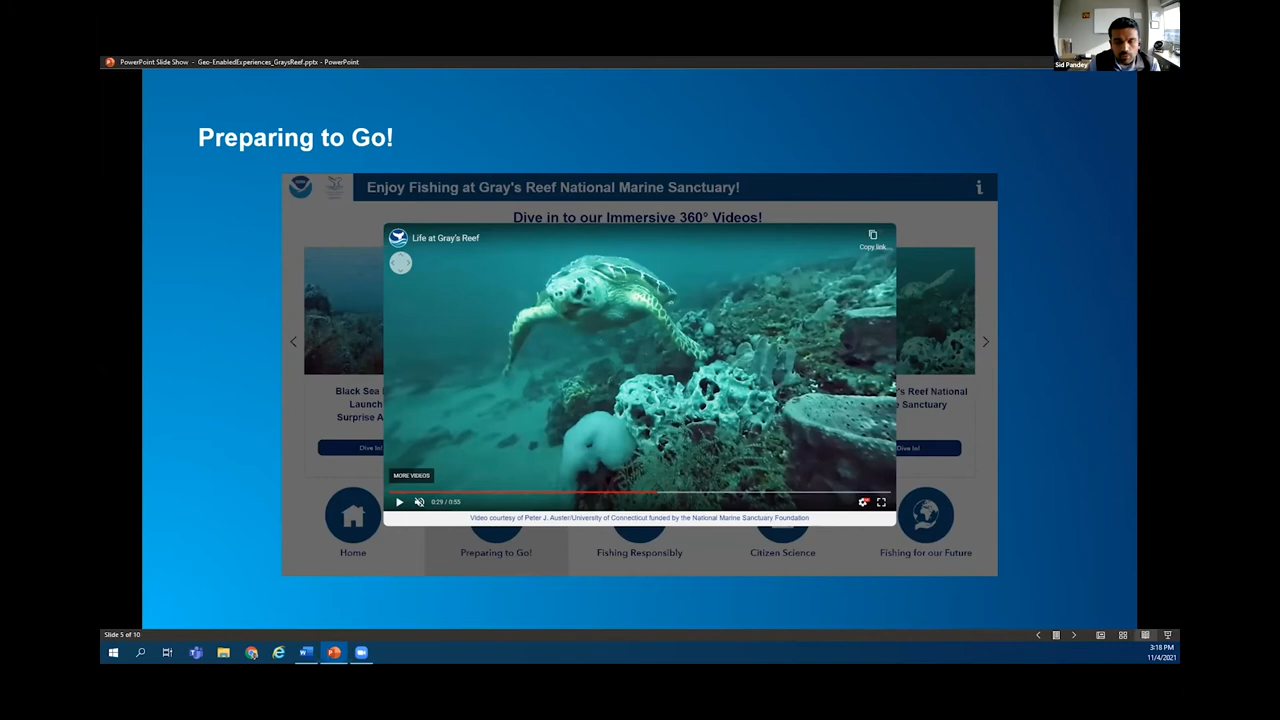 PowerPoint Slide Show - Geo-EnabledExperiences_GraysReef.pptx - PowerPoint
Sid Pandey
Preparing to Go!
Enjoy Fishing at Gray's Reef National Marine Sanctuary!
Dive in to our Immersive 360° Videos!
Life at Gray's Reef
Copy link
Black Sea
Launch
Surprise A
Dive In!
's Reef National
Sanctuary
Dive In!
MORE VIDEOS
0:29 / 0:55
Video courtesy of Peter J. Auster/University of Connecticut funded by the National Marine Sanctuary Foundation
Home
Preparing to Go!
Fishing Responsibly
Citizen Science
Fishing for our Future
Slide 5 of 10
3:18 PM
11/4/2021